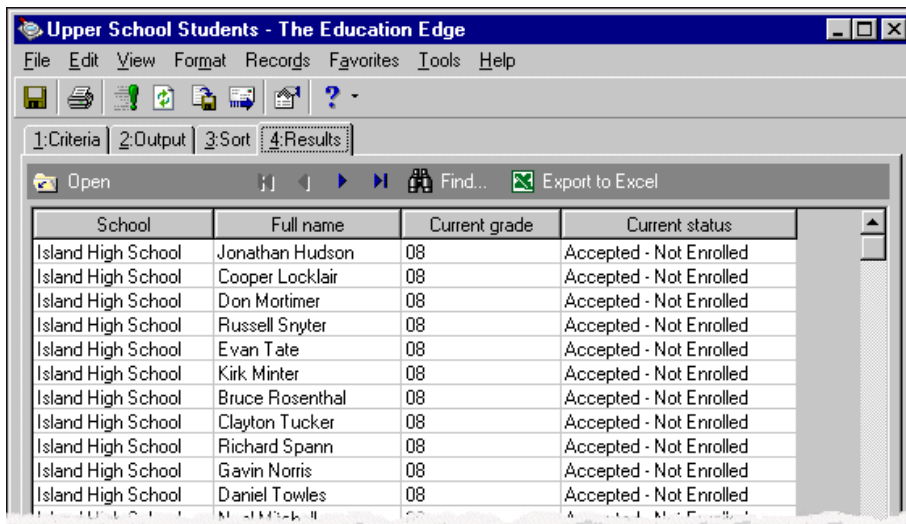 Upper School Students - The Education Edge
File Edit View Format Records Favorites Tools Help
1:Criteria 2:Output 3:Sort 4:Results
Open Find... Export to Excel
School Full name Current grade Current status
Island High School Jonathan Hudson 08 Accepted - Not Enrolled
Island High School Cooper Locklair 08 Accepted - Not Enrolled
Island High School Don Mortimer 08 Accepted - Not Enrolled
Island High School Russell Snyter 08 Accepted - Not Enrolled
Island High School Evan Tate 08 Accepted - Not Enrolled
Island High School Kirk Minter 08 Accepted - Not Enrolled
Island High School Bruce Rosenthal 08 Accepted - Not Enrolled
Island High School Clayton Tucker 08 Accepted - Not Enrolled
Island High School Richard Spann 08 Accepted - Not Enrolled
Island High School Gavin Norris 08 Accepted - Not Enrolled
Island High School Daniel Towles 08 Accepted - Not Enrolled